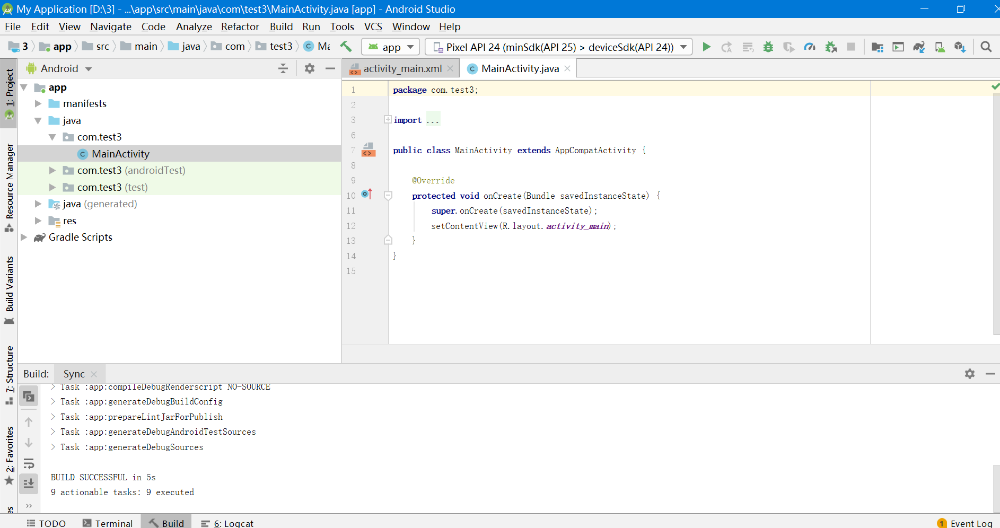 My Application [D:\3] - ...\app\src\main\java\com\test3\MainActivity.java [app] - Android Studio
File Edit View Navigate Code Analyze Refactor Build Run Tools VCS Window Help
3 app src main java com test3 Ma app Pixel API 24 (minSdk(API 25) > deviceSdk(API 24))
Android
activity_main.xml MainActivity.java
1: Project
Resource Manager
Build Variants
7: Structure
2: Favorites
app
manifests
java
com.test3
MainActivity
com.test3 (androidTest)
com.test3 (test)
java (generated)
res
Gradle Scripts
1 package com.test3;
2
3 import ...
6
7 public class MainActivity extends AppCompatActivity {
8
9 @Override
10 protected void onCreate(Bundle savedInstanceState) {
11 super.onCreate(savedInstanceState);
12 setContentView(R.layout.activity_main);
13 }
14 }
15
Build: Sync
> Task :app:compileDebugRenderscript NO-SOURCE
> Task :app:generateDebugBuildConfig
> Task :app:prepareLintJarForPublish
> Task :app:generateDebugAndroidTestSources
> Task :app:generateDebugSources
BUILD SUCCESSFUL in 5s
9 actionable tasks: 9 executed
TODO Terminal Build 6: Logcat 1 Event Log